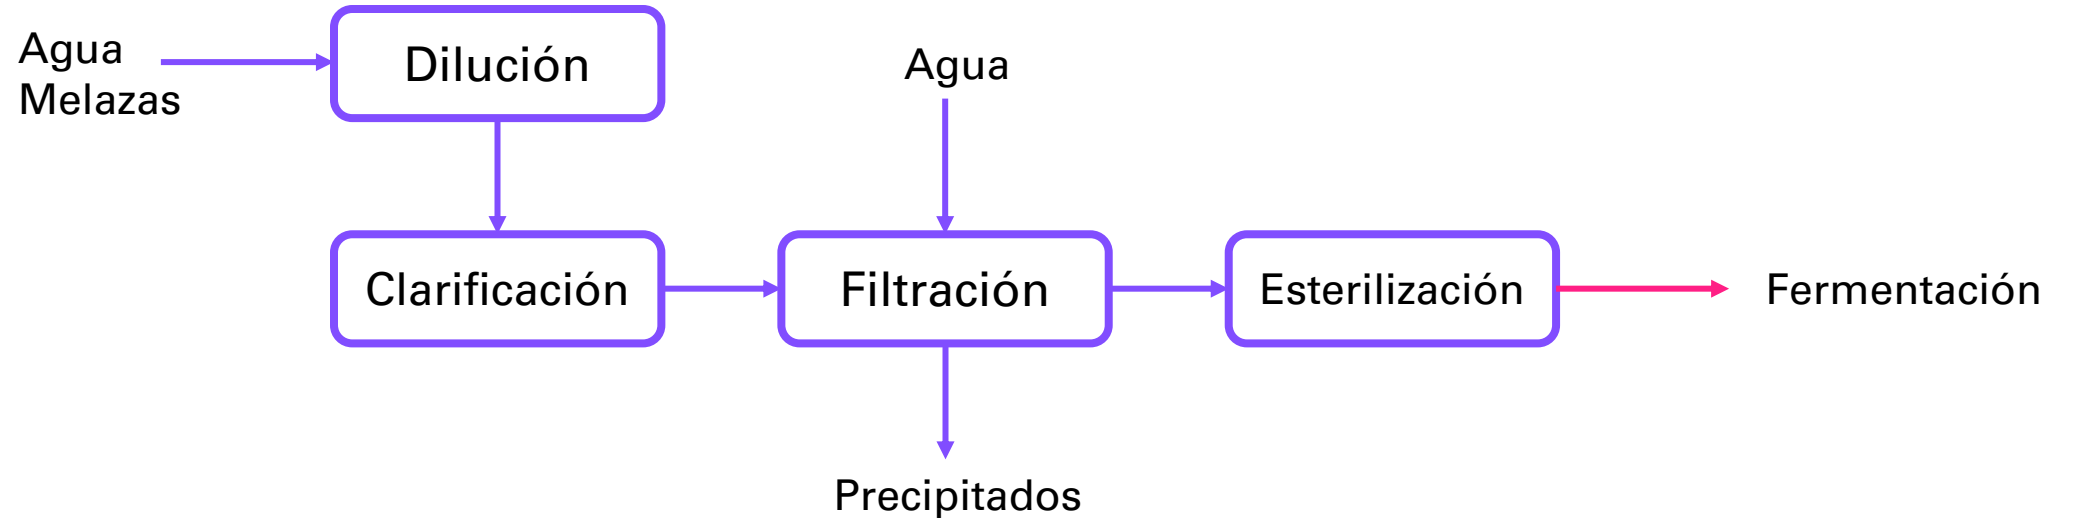 Agua
Melazas
Dilución
Agua
Clarificación
Filtración
Esterilización
Fermentación
Precipitados